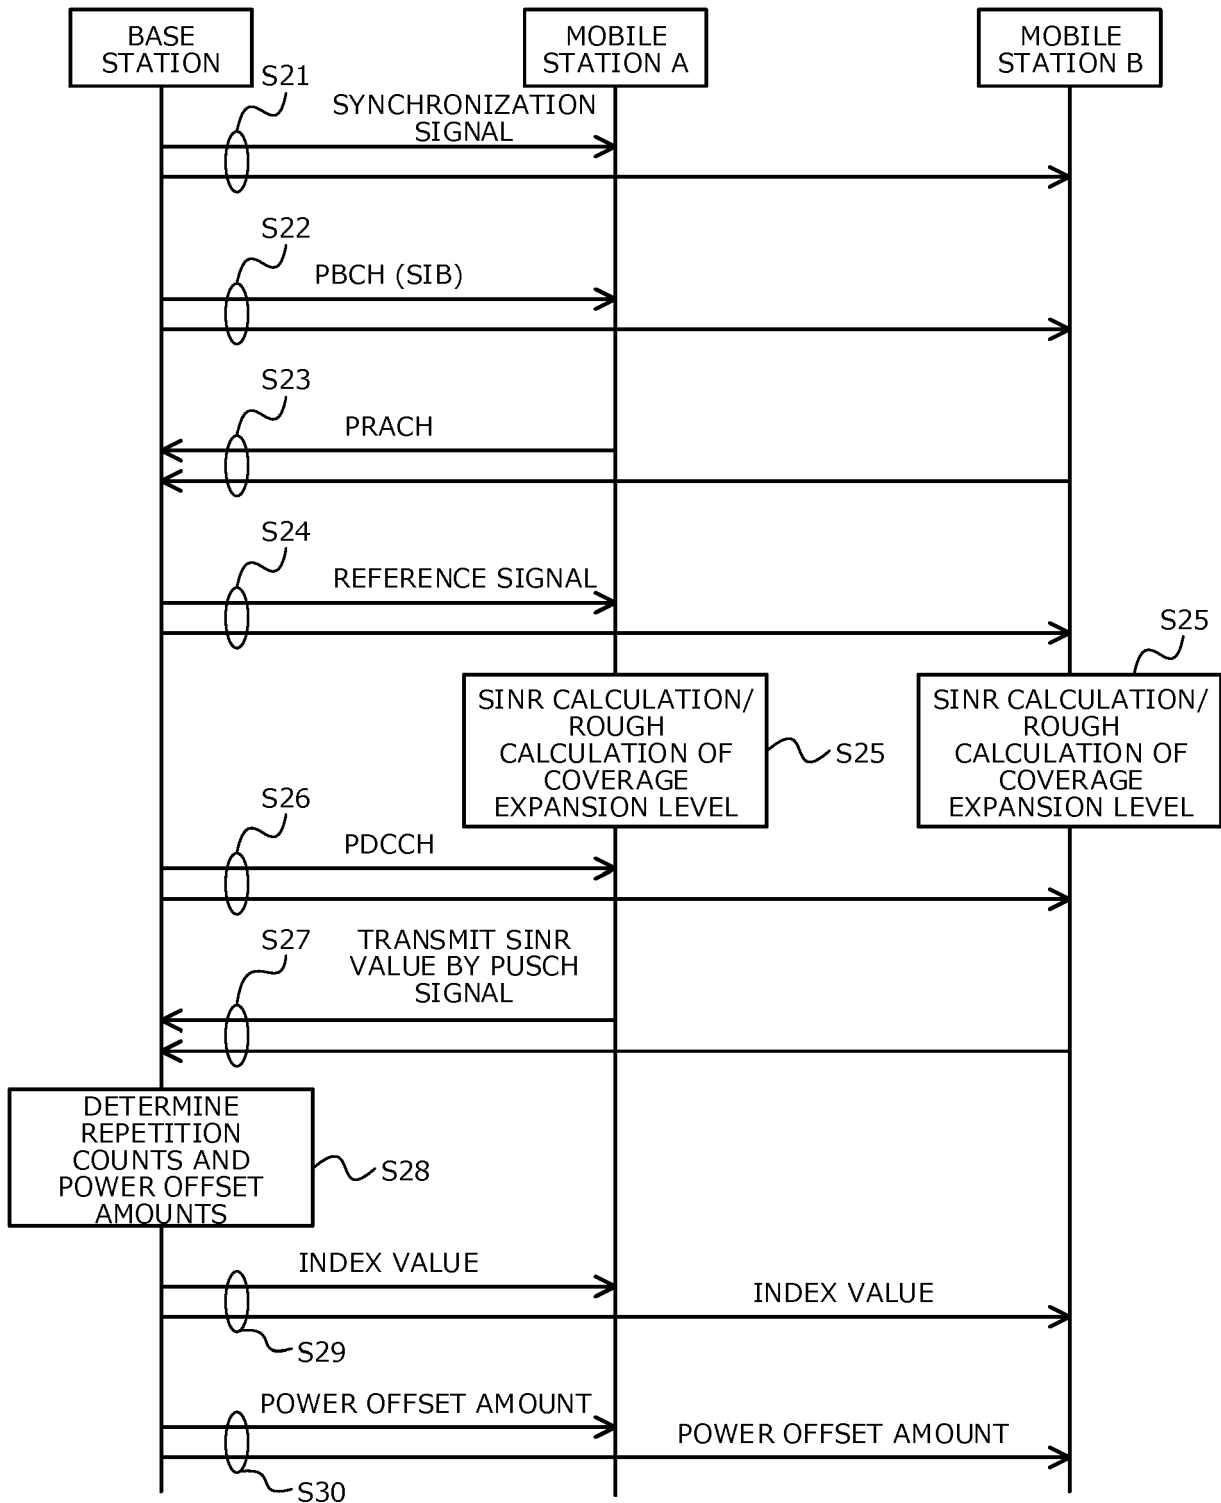 BASE
STATION
MOBILE
STATION A
MOBILE
STATION B
S21
SYNCHRONIZATION
SIGNAL
S22
PBCH (SIB)
S23
PRACH
S24
REFERENCE SIGNAL
S25
SINR CALCULATION/
ROUGH
CALCULATION OF
COVERAGE
EXPANSION LEVEL
S25
SINR CALCULATION/
ROUGH
CALCULATION OF
COVERAGE
EXPANSION LEVEL
S26
PDCCH
S27
TRANSMIT SINR
VALUE BY PUSCH
SIGNAL
DETERMINE
REPETITION
COUNTS AND
POWER OFFSET
AMOUNTS
S28
INDEX VALUE
INDEX VALUE
S29
POWER OFFSET AMOUNT
POWER OFFSET AMOUNT
S30